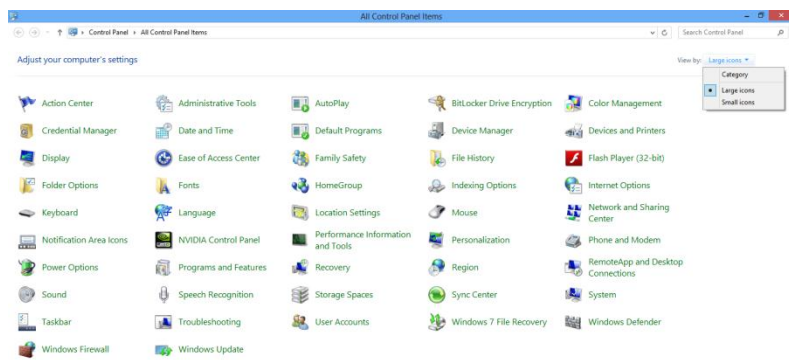 All Control Panel Items
Control Panel All Control Panel Items Search Control Panel
Adjust your computer's settings
View by: Large icons
Category
Large icons
Small icons
Action Center Administrative Tools AutoPlay BitLocker Drive Encryption Color Management
Credential Manager Date and Time Default Programs Device Manager Devices and Printers
Display Ease of Access Center Family Safety File History Flash Player (32-bit)
Folder Options Fonts HomeGroup Indexing Options Internet Options
Keyboard Language Location Settings Mouse Network and Sharing
Center
Notification Area Icons NVIDIA Control Panel Performance Information
and Tools
Personalization Phone and Modem
Power Options Programs and Features Recovery Region RemoteApp and Desktop
Connections
Sound Speech Recognition Storage Spaces Sync Center System
Taskbar Troubleshooting User Accounts Windows 7 File Recovery Windows Defender
Windows Firewall Windows Update